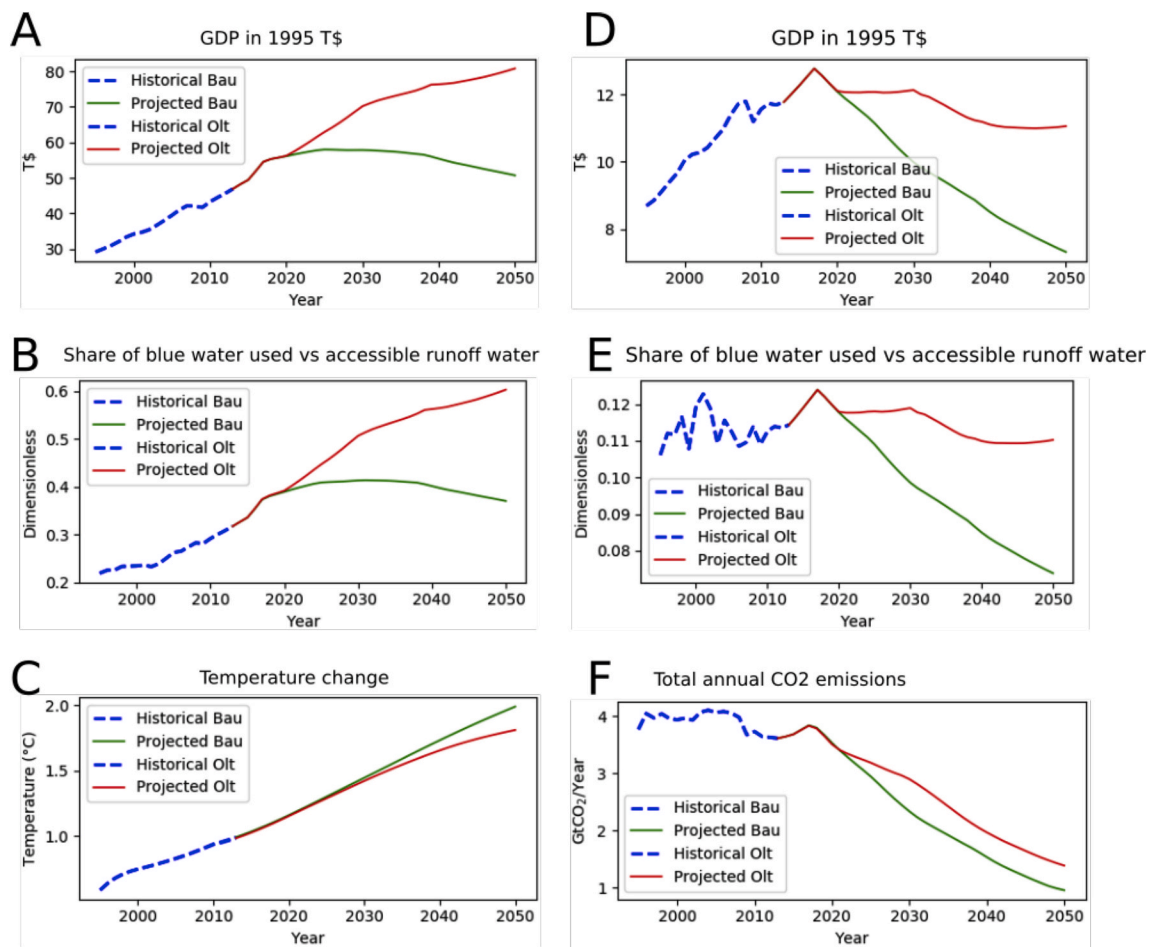 A
GDP in 1995 T$
T$
80
70
60
50
40
30
Historical Bau
Projected Bau
Historical Olt
Projected Olt
2000 2010 2020 2030 2040 2050
Year
D
GDP in 1995 T$
T$
12
10
8
Historical Bau
Projected Bau
Historical Olt
Projected Olt
2000 2010 2020 2030 2040 2050
Year
B
Share of blue water used vs accessible runoff water
Dimensionless
0.6
0.5
0.4
0.3
0.2
Historical Bau
Projected Bau
Historical Olt
Projected Olt
2000 2010 2020 2030 2040 2050
Year
E
Share of blue water used vs accessible runoff water
Dimensionless
0.12
0.11
0.10
0.09
0.08
Historical Bau
Projected Bau
Historical Olt
Projected Olt
2000 2010 2020 2030 2040 2050
Year
C
Temperature change
Temperature (°C)
2.0
1.5
1.0
Historical Bau
Projected Bau
Historical Olt
Projected Olt
2000 2010 2020 2030 2040 2050
Year
F
Total annual CO2 emissions
GtCO₂/Year
4
3
2
1
Historical Bau
Projected Bau
Historical Olt
Projected Olt
2000 2010 2020 2030 2040 2050
Year